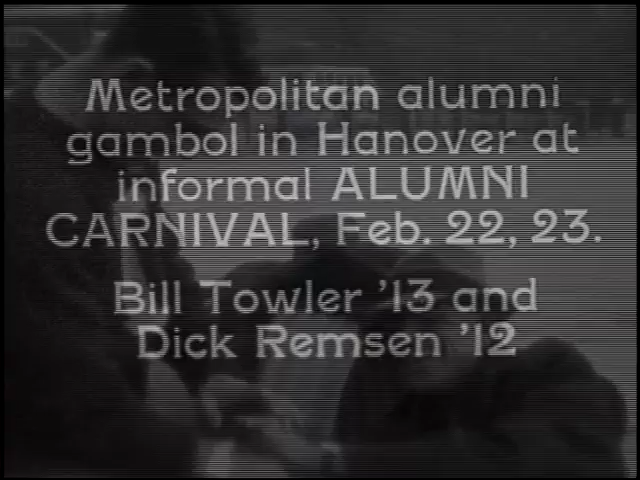 Metropolitan alumni
gambol in Hanover at
informal ALUMNI
CARNIVAL, Feb. 22, 23.
Bill Towler '13 and
Dick Remsen '12